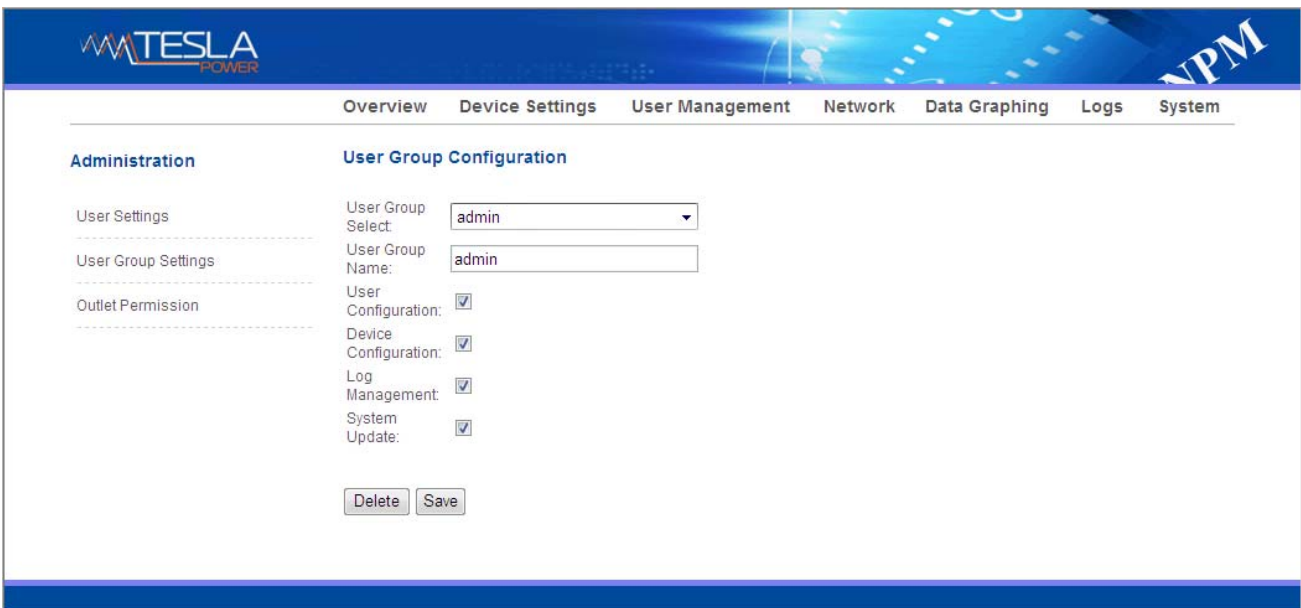 TESLA
POWER
NPM
Overview Device Settings User Management Network Data Graphing Logs System
Administration
User Settings
User Group Settings
Outlet Permission
User Group Configuration
User Group
Select:
admin
User Group
Name:
admin
User
Configuration:
Device
Configuration:
Log
Management:
System
Update:
Delete Save